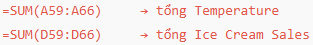 =SUM(A59:A66) → tổng Temperature
=SUM(D59:D66) → tổng Ice Cream Sales